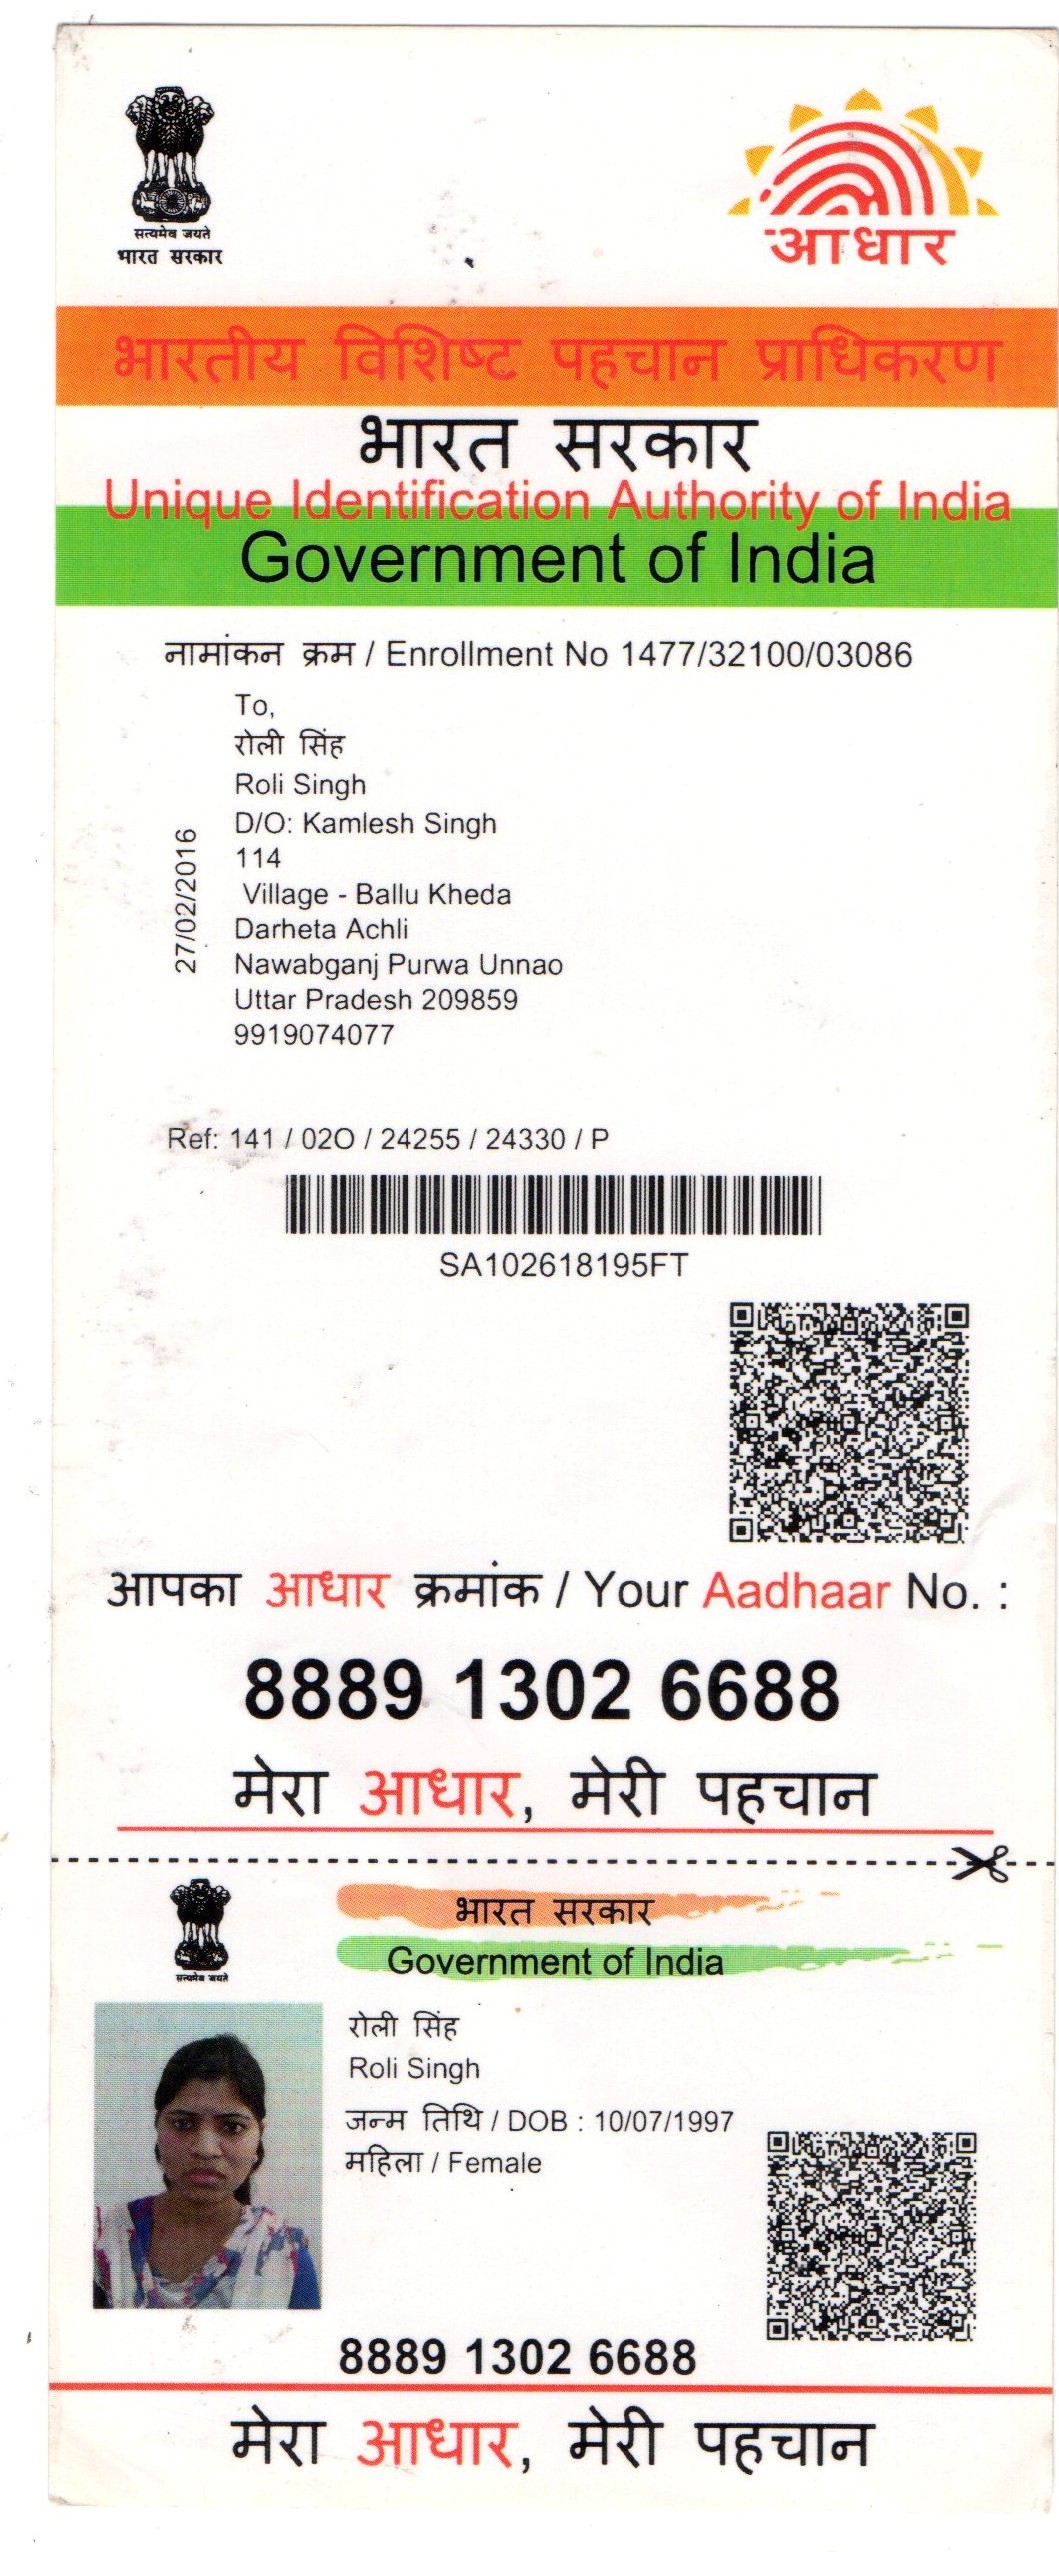 सत्यमेव जयते
भारत सरकार
आधार
भारतीय विशिष्ट पहचान प्राधिकरण
भारत सरकार
Unique Identification Authority of India
Government of India
नामांकन क्रम / Enrollment No 1477/32100/03086
27/02/2016
To,
रोली सिंह
Roli Singh
D/O: Kamlesh Singh
114
Village - Ballu Kheda
Darheta Achli
Nawabganj Purwa Unnao
Uttar Pradesh 209859
9919074077
Ref: 141 / 02O / 24255 / 24330 / P
SA102618195FT
आपका आधार क्रमांक / Your Aadhaar No. :
8889 1302 6688
मेरा आधार, मेरी पहचान
सत्यमेव जयते
भारत सरकार
Government of India
रोली सिंह
Roli Singh
जन्म तिथि / DOB : 10/07/1997
महिला / Female
8889 1302 6688
मेरा आधार, मेरी पहचान